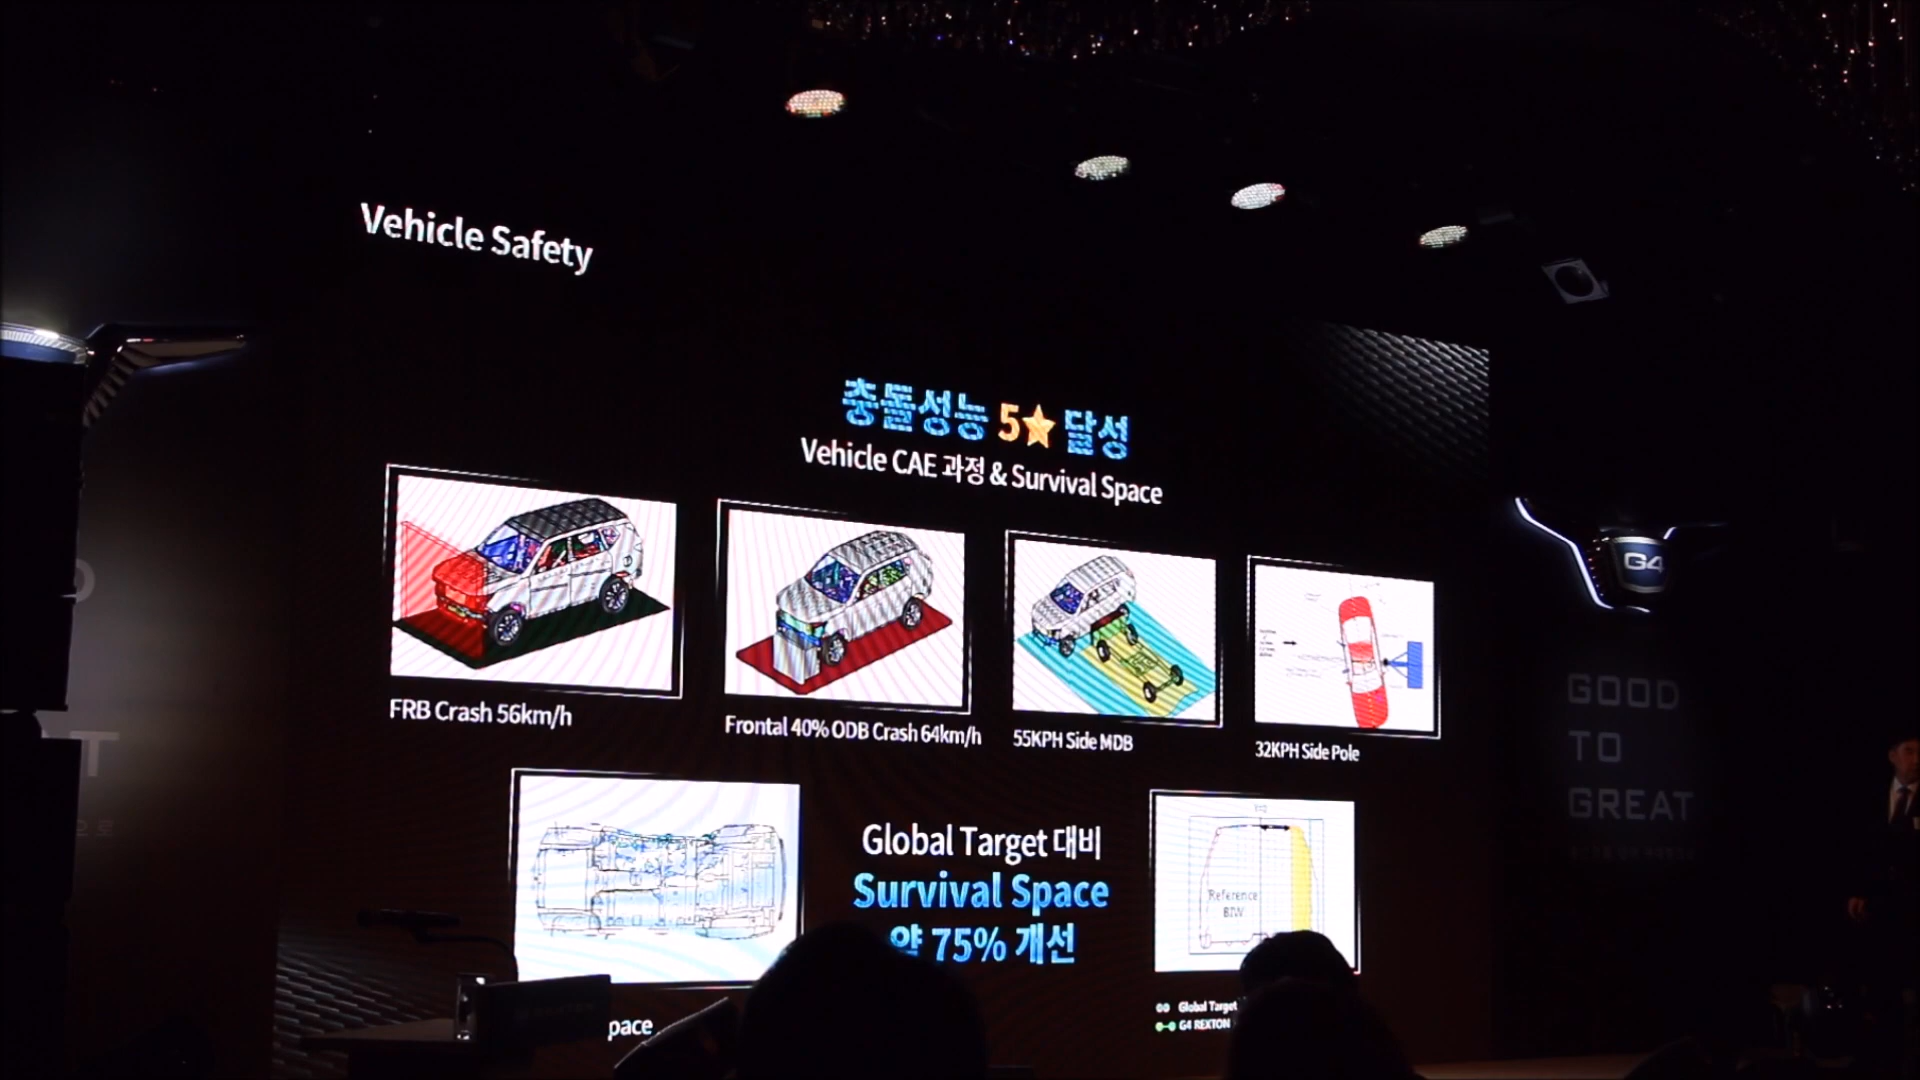 Vehicle Safety
충돌성능 5★ 달성
Vehicle CAE 과정 & Survival Space
FRB Crash 56km/h
Frontal 40% ODB Crash 64km/h
55KPH Side MDB
32KPH Side Pole
Global Target 대비
Survival Space
약 75% 개선
Reference
BIW
pace
Global Target
G4 REXTON
G4
GOOD
TO
GREAT